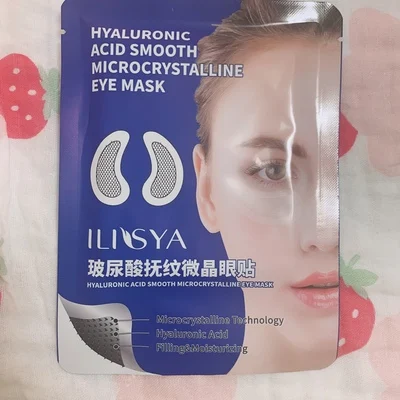 HYALURONIC
ACID SMOOTH
MICROCRYSTALLINE
EYE MASK
ILISYA
玻尿酸抚纹微晶眼贴
HYALURONIC ACID SMOOTH MICROCRYSTALLINE EYE MASK
Microcrystalline Technology
Hyaluronic Acid
Filling&Moisturizing